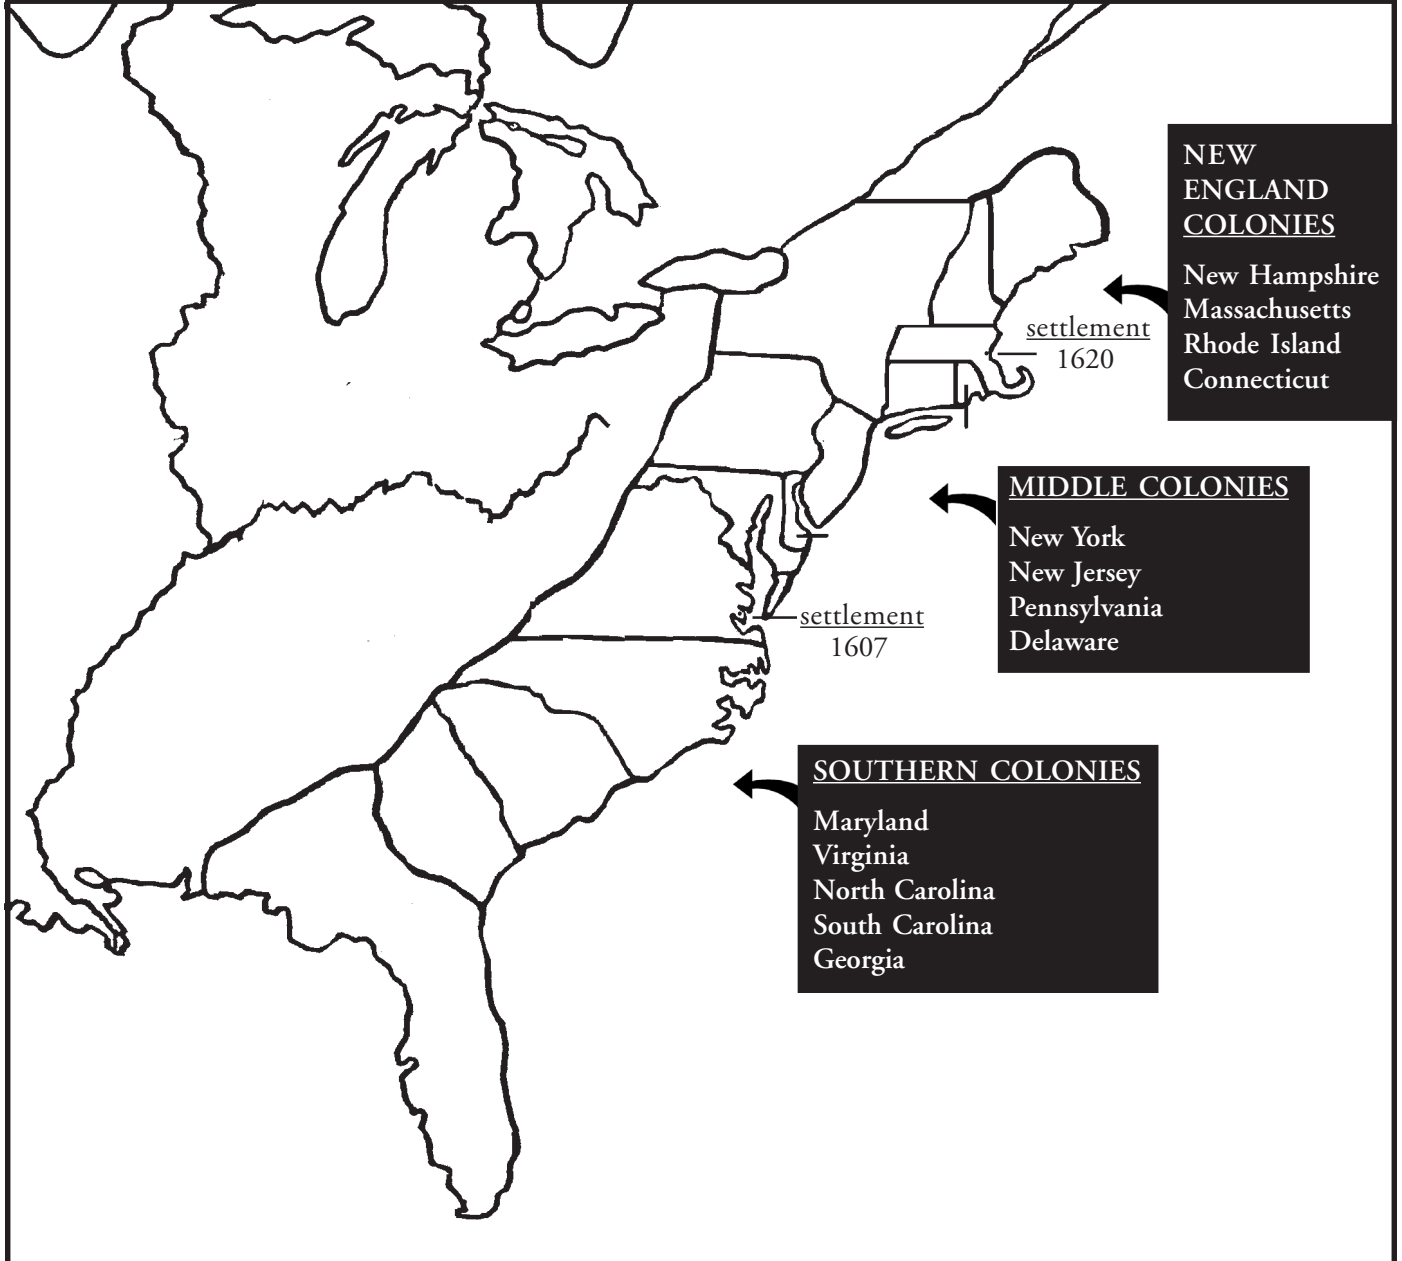 NEW
ENGLAND
COLONIES
New Hampshire
Massachusetts
Rhode Island
Connecticut
settlement
1620
MIDDLE COLONIES
New York
New Jersey
Pennsylvania
Delaware
settlement
1607
SOUTHERN COLONIES
Maryland
Virginia
North Carolina
South Carolina
Georgia